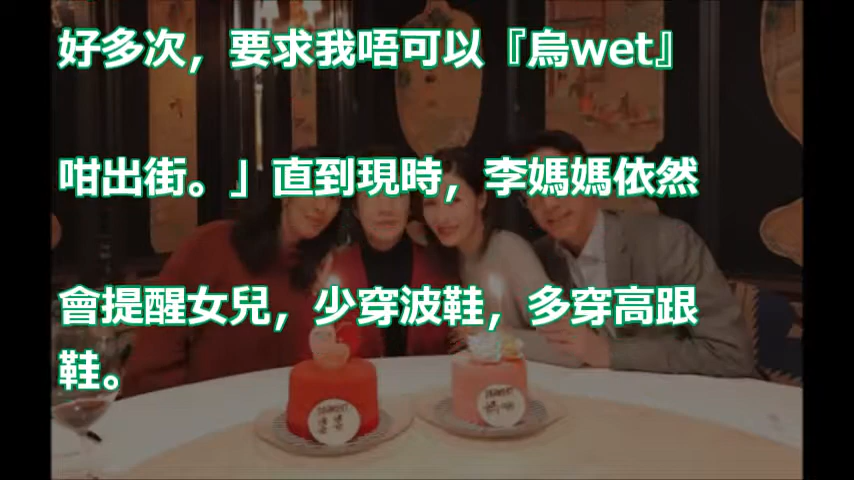 好多次，要求我唔可以『烏wet』
咁出街。」直到現時，李媽媽依然
會提醒女兒，少穿波鞋，多穿高跟
鞋。